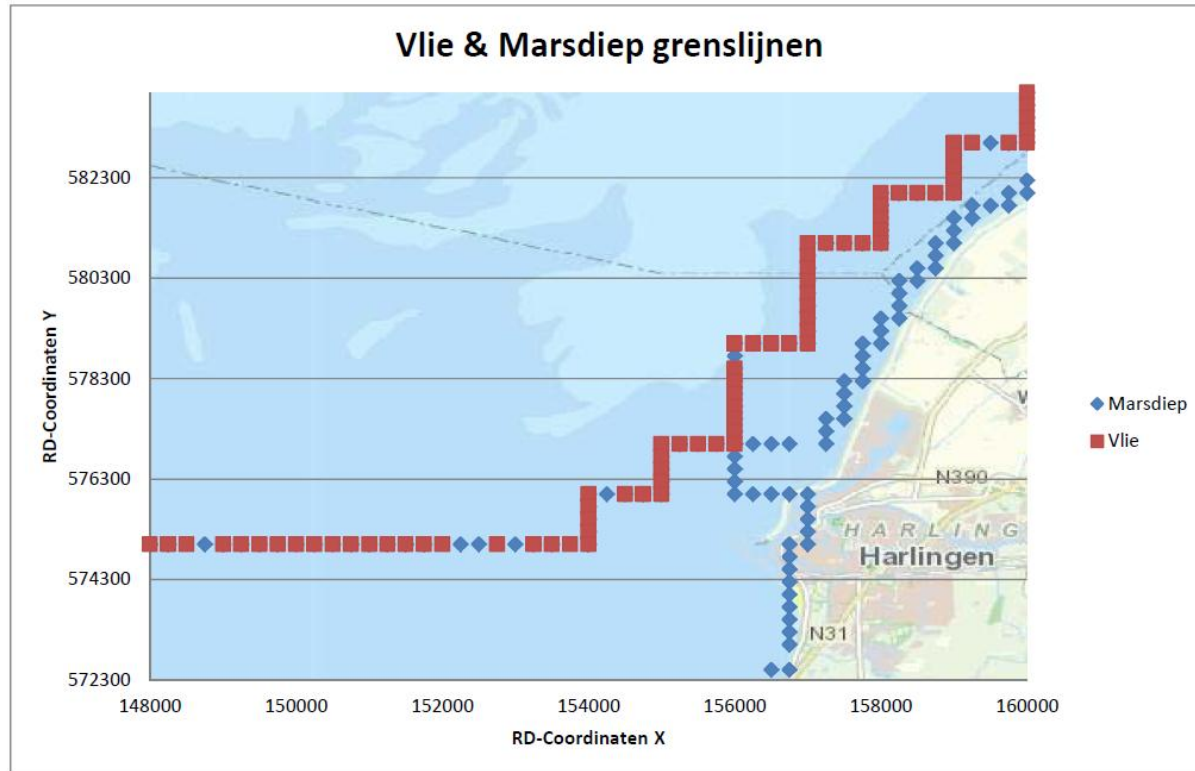 Vlie & Marsdiep grenslijnen
RD-Coordinaten Y
582300
580300
578300
576300
574300
572300
148000 150000 152000 154000 156000 158000 160000
RD-Coordinaten X
Marsdiep
Vlie
N390
HARLING
Harlingen
N31